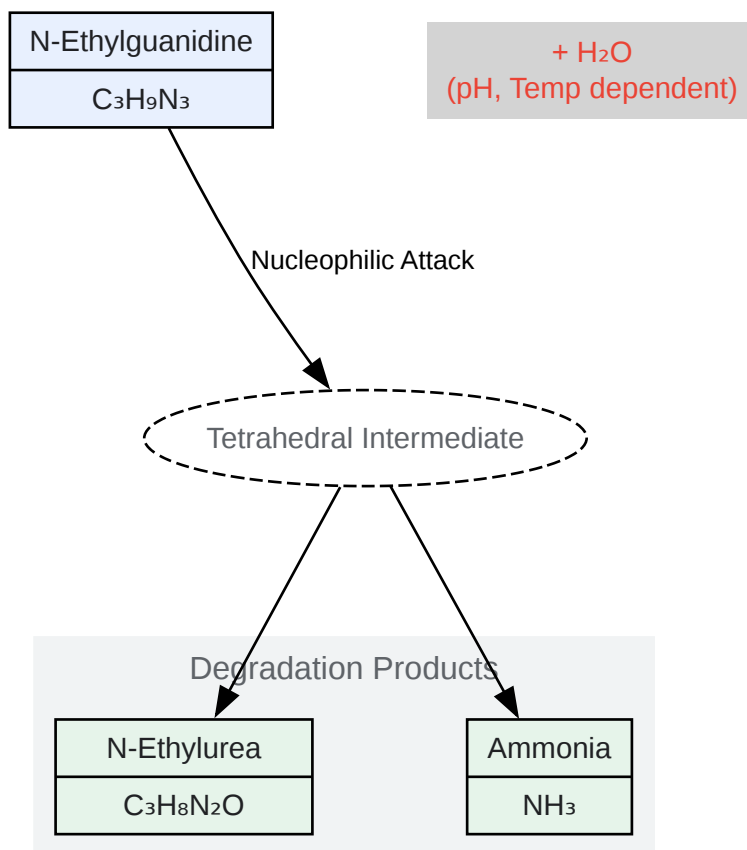 N-Ethylguanidine
C₃H₉N₃
+ H₂O
(pH, Temp dependent)
Nucleophilic Attack
Tetrahedral Intermediate
Degradation Products
N-Ethylurea
C₃H₈N₂O
Ammonia
NH₃